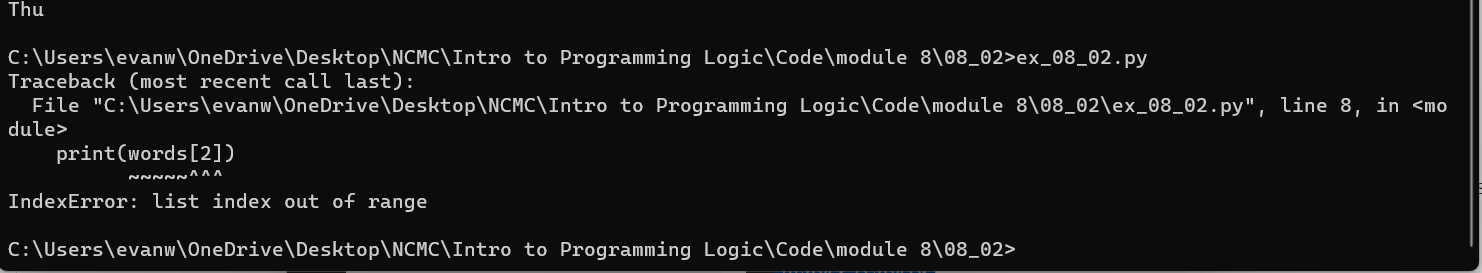 Thu
C:\Users\evanw\OneDrive\Desktop\NCMC\Intro to Programming Logic\Code\module 8\08_02>ex_08_02.py
Traceback (most recent call last):
  File "C:\Users\evanw\OneDrive\Desktop\NCMC\Intro to Programming Logic\Code\module 8\08_02\ex_08_02.py", line 8, in <mo
dule>
    print(words[2])
          ~~~~~^^^
IndexError: list index out of range
C:\Users\evanw\OneDrive\Desktop\NCMC\Intro to Programming Logic\Code\module 8\08_02>